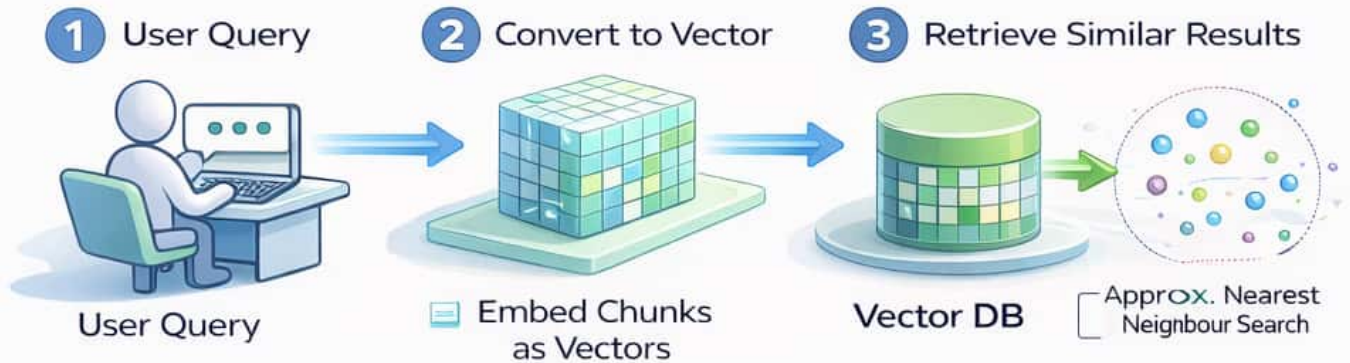 1 User Query
2 Convert to Vector
3 Retrieve Similar Results
User Query
Embed Chunks
as Vectors
Vector DB
Approx. Nearest
Neighbour Search